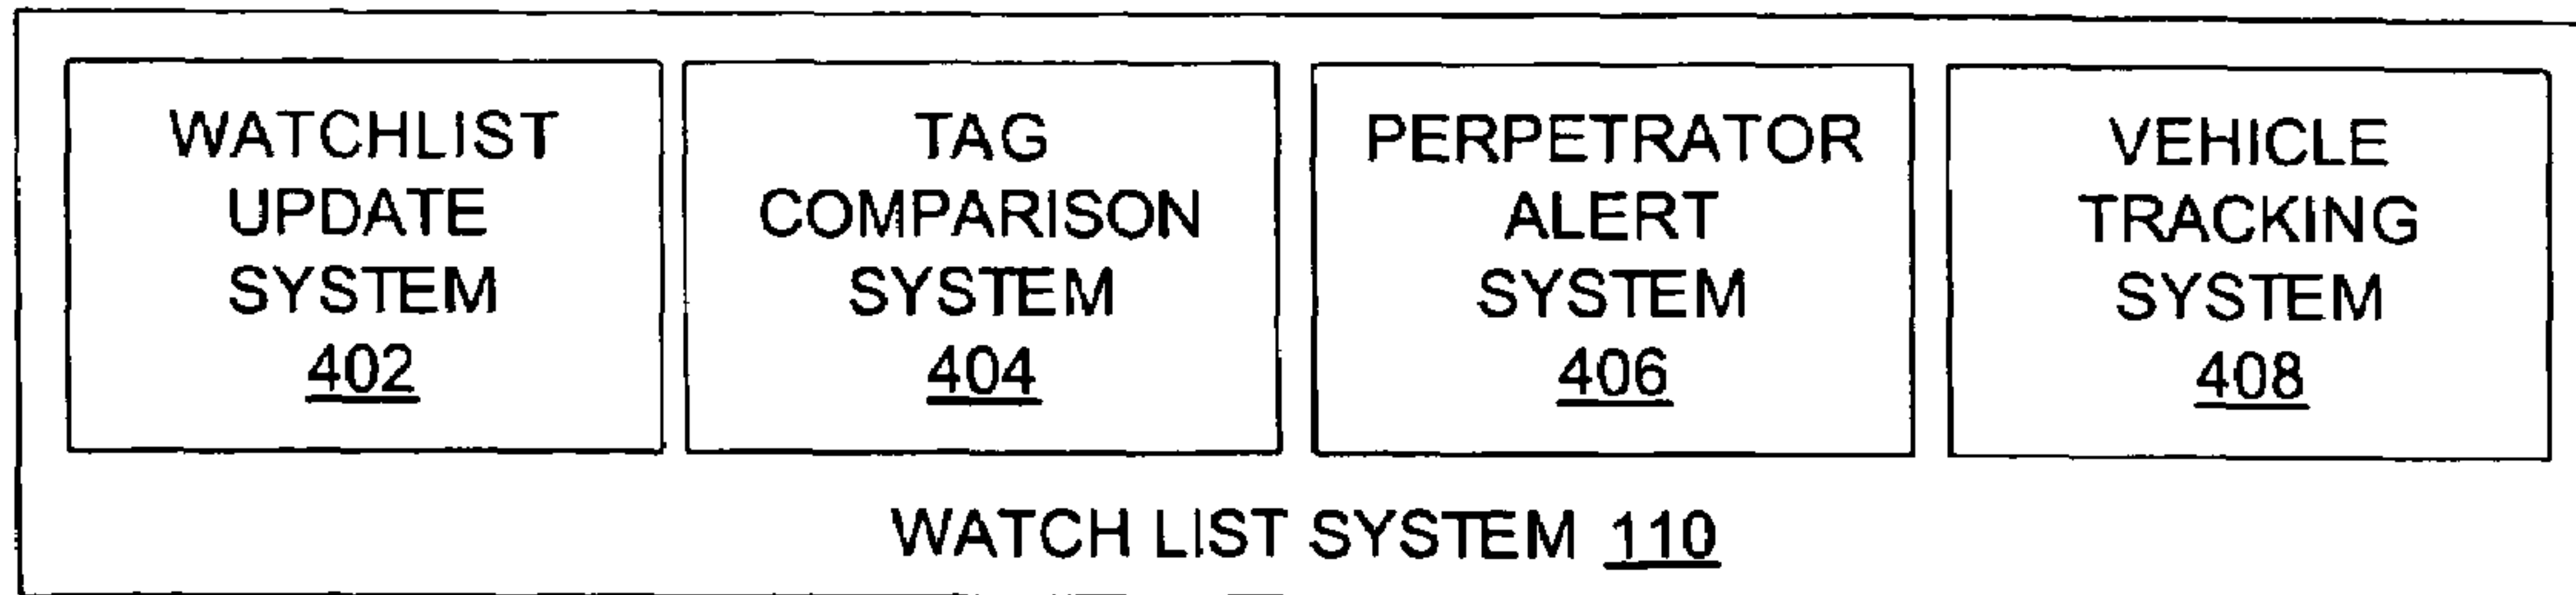 WATCHLIST
UPDATE
SYSTEM
402
TAG
COMPARISON
SYSTEM
404
PERPETRATOR
ALERT
SYSTEM
406
VEHICLE
TRACKING
SYSTEM
408
WATCH LIST SYSTEM 110